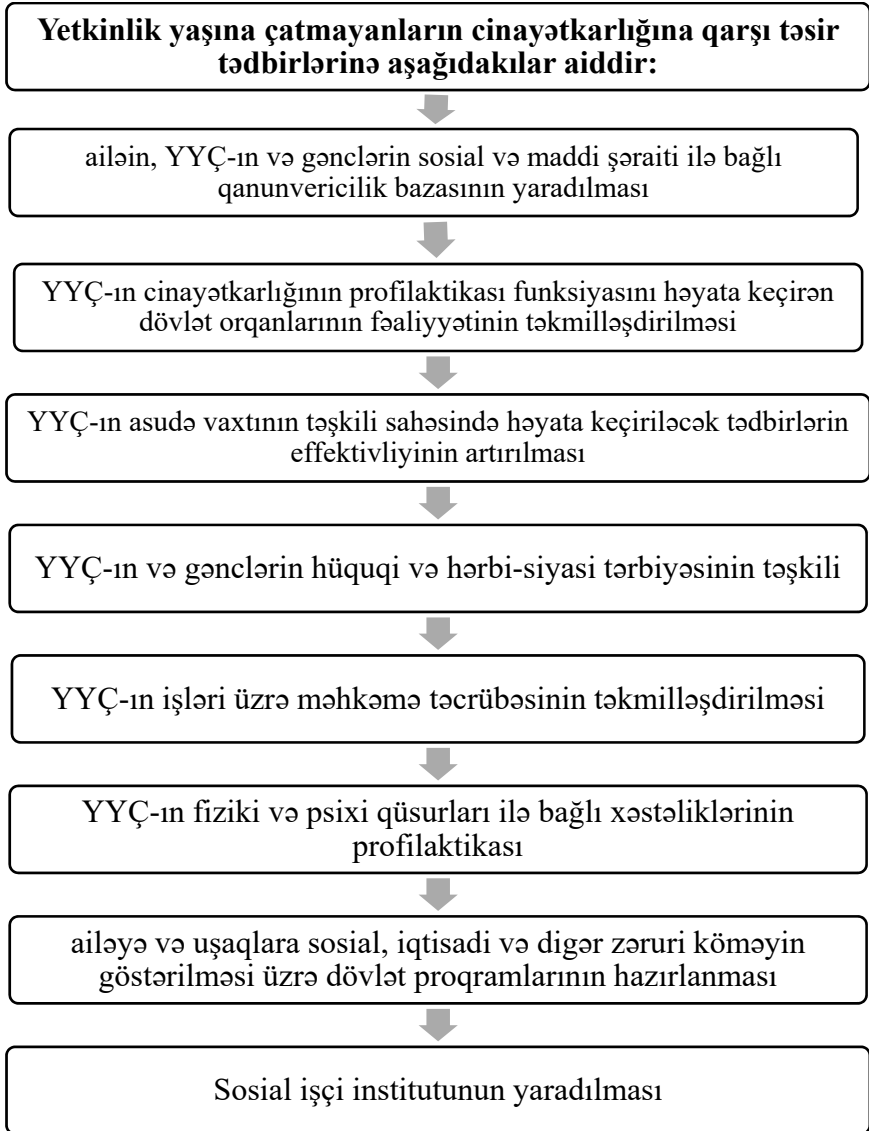 Yetkinlik yaşına çatmayanların cinayətkarlığına qarşı təsir
tədbirlərinə aşağıdakılar aiddir:
ailəin, YYÇ-ın və gənclərin sosial və maddi şəraiti ilə bağlı
qanunvericilik bazasının yaradılması
YYÇ-ın cinayətkarlığının profilaktikası funksiyasını həyata keçirən
dövlət orqanlarının fəaliyyətinin təkmilləşdirilməsi
YYÇ-ın asudə vaxtının təşkili sahəsində həyata keçiriləcək tədbirlərin
effektivliyinin artırılması
YYÇ-ın və gənclərin hüquqi və hərbi-siyasi tərbiyəsinin təşkili
YYÇ-ın işləri üzrə məhkəmə təcrübəsinin təkmilləşdirilməsi
YYÇ-ın fiziki və psixi qüsurları ilə bağlı xəstəliklərinin
profilaktikası
ailəyə və uşaqlara sosial, iqtisadi və digər zəruri köməyin
göstərilməsi üzrə dövlət proqramlarının hazırlanması
Sosial işçi institutunun yaradılması